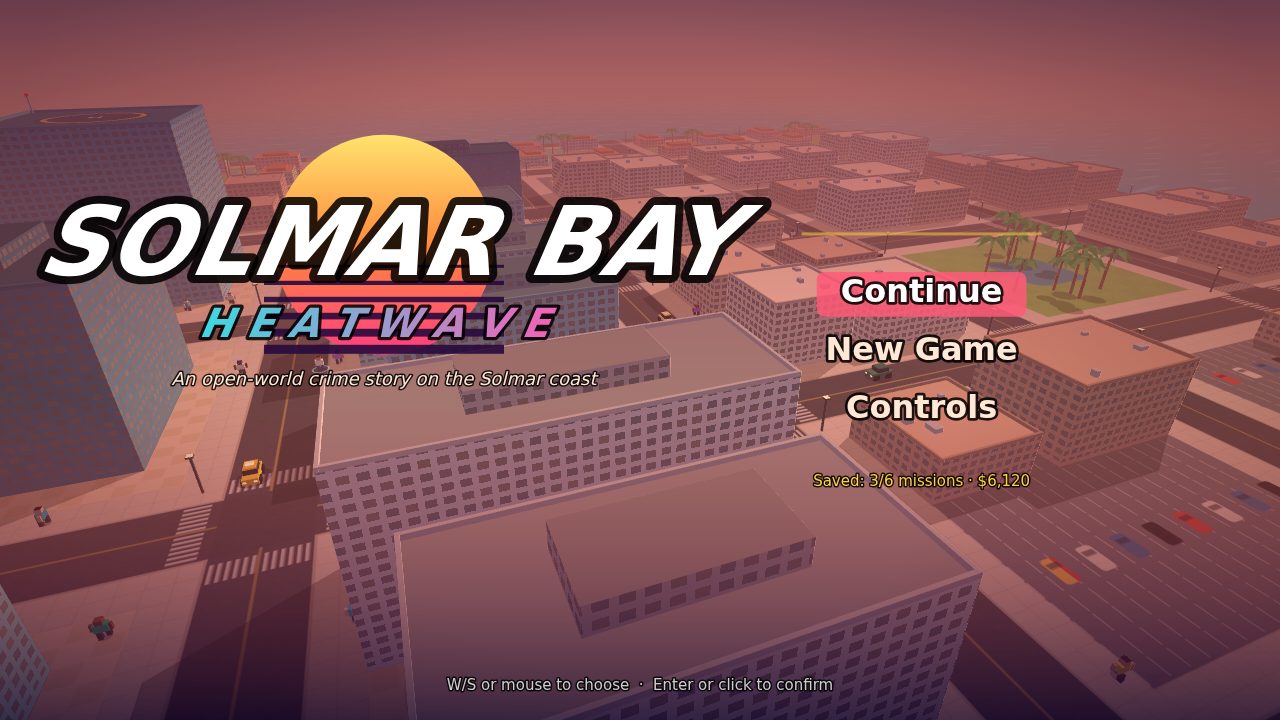 SOLMAR BAY
HEATWAVE
An open-world crime story on the Solmar coast
Continue
New Game
Controls
Saved: 3/6 missions · $6,120
W/S or mouse to choose · Enter or click to confirm